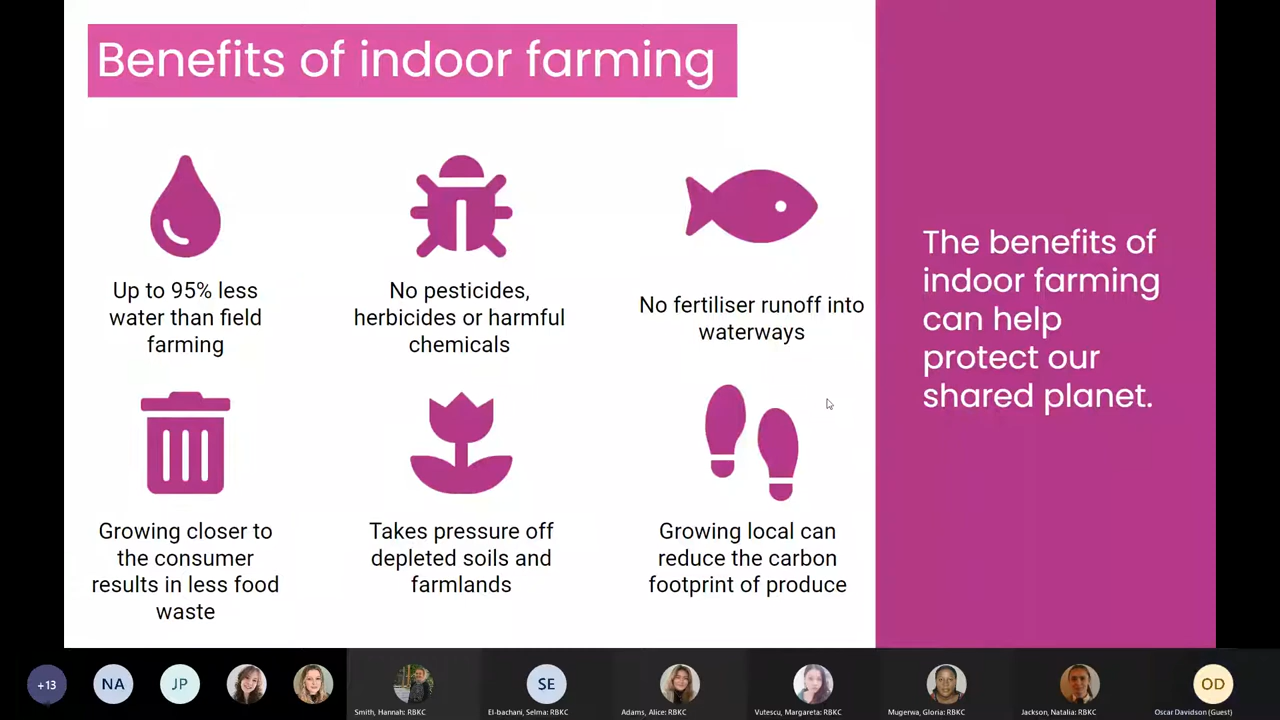 Benefits of indoor farming
Up to 95% less
water than field
farming
No pesticides,
herbicides or harmful
chemicals
No fertiliser runoff into
waterways
Growing closer to
the consumer
results in less food
waste
Takes pressure off
depleted soils and
farmlands
Growing local can
reduce the carbon
footprint of produce
The benefits of
indoor farming
can help
protect our
shared planet.
+13
NA
JP
Smith, Hannah: RBKC
SE
El-bachani, Selma: RBKC
Adams, Alice: RBKC
Vutescu, Margareta: RBKC
Mugerwa, Gloria: RBKC
Jackson, Natalia: RBKC
OD
Oscar Davidson (Guest)